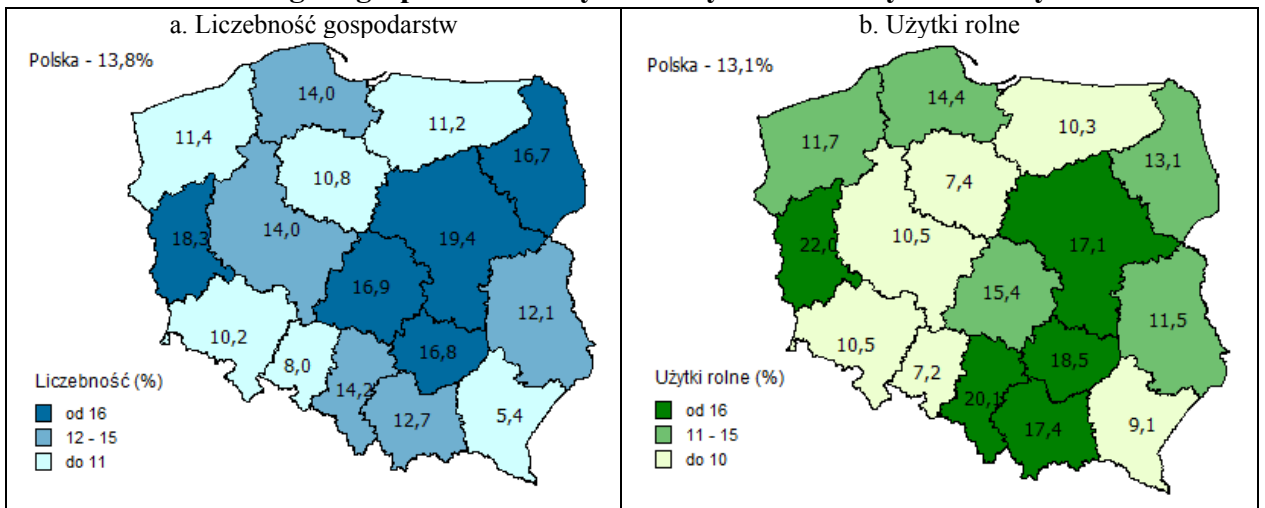 a. Liczebność gospodarstw
Polska - 13,8%
14,0
11,4
11,2
16,7
10,8
18,3
14,0
19,4
16,9
12,1
10,2
16,8
8,0
14,2
12,7
5,4
Liczebność (%)
od 16
12 - 15
do 11
b. Użytki rolne
Polska - 13,1%
14,4
11,7
10,3
13,1
7,4
22,0
10,5
17,1
15,4
11,5
10,5
18,5
7,2
20,1
17,4
9,1
Użytki rolne (%)
od 16
11 - 15
do 10